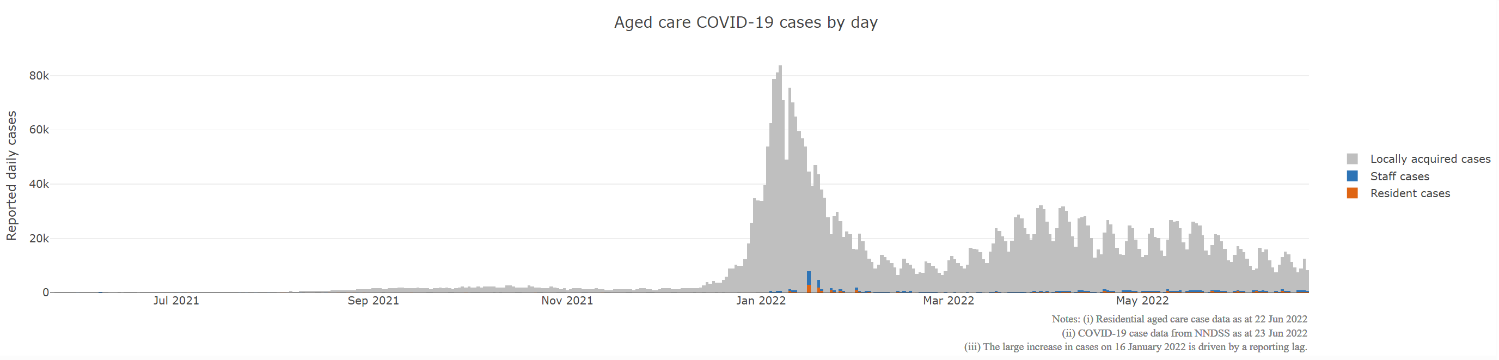 Aged care COVID-19 cases by day
Reported daily cases
80k
60k
40k
20k
0
Jul 2021
Sep 2021
Nov 2021
Jan 2022
Mar 2022
May 2022
Locally acquired cases
Staff cases
Resident cases
Notes: (i) Residential aged care case data as at 22 Jun 2022
(ii) COVID-19 case data from NNDSS as at 23 Jun 2022
(iii) The large increase in cases on 16 January 2022 is driven by a reporting lag.